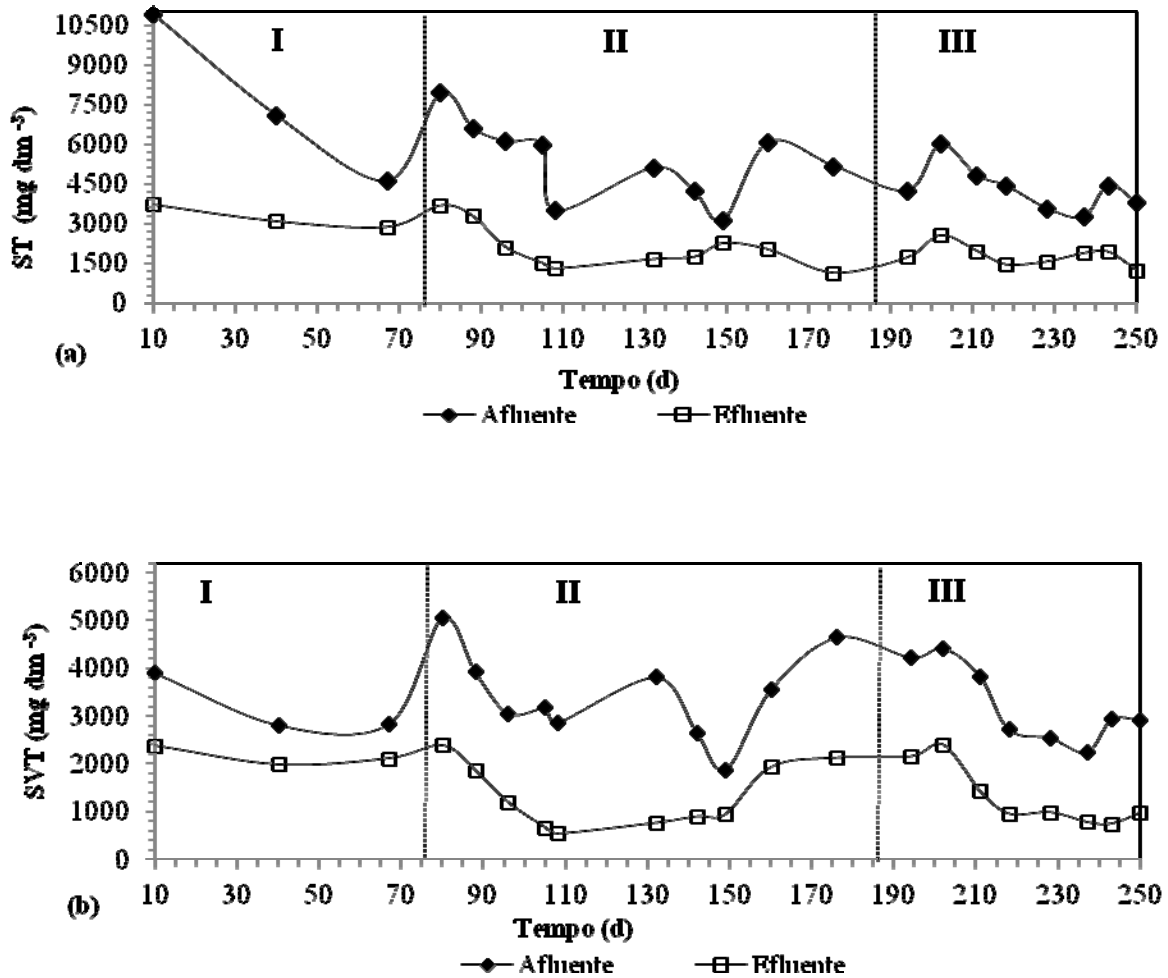 10500
9000
7500
6000
4500
3000
1500
0
ST (mg dm -3)
I II III
10 30 50 70 90 110 130 150 170 190 210 230 250
(a)
Tempo (d)
Afluente Efluente
6000
5000
4000
3000
2000
1000
0
SVT (mg dm -3)
I II III
10 30 50 70 90 110 130 150 170 190 210 230 250
(b)
Tempo (d)
Afluente Efluente